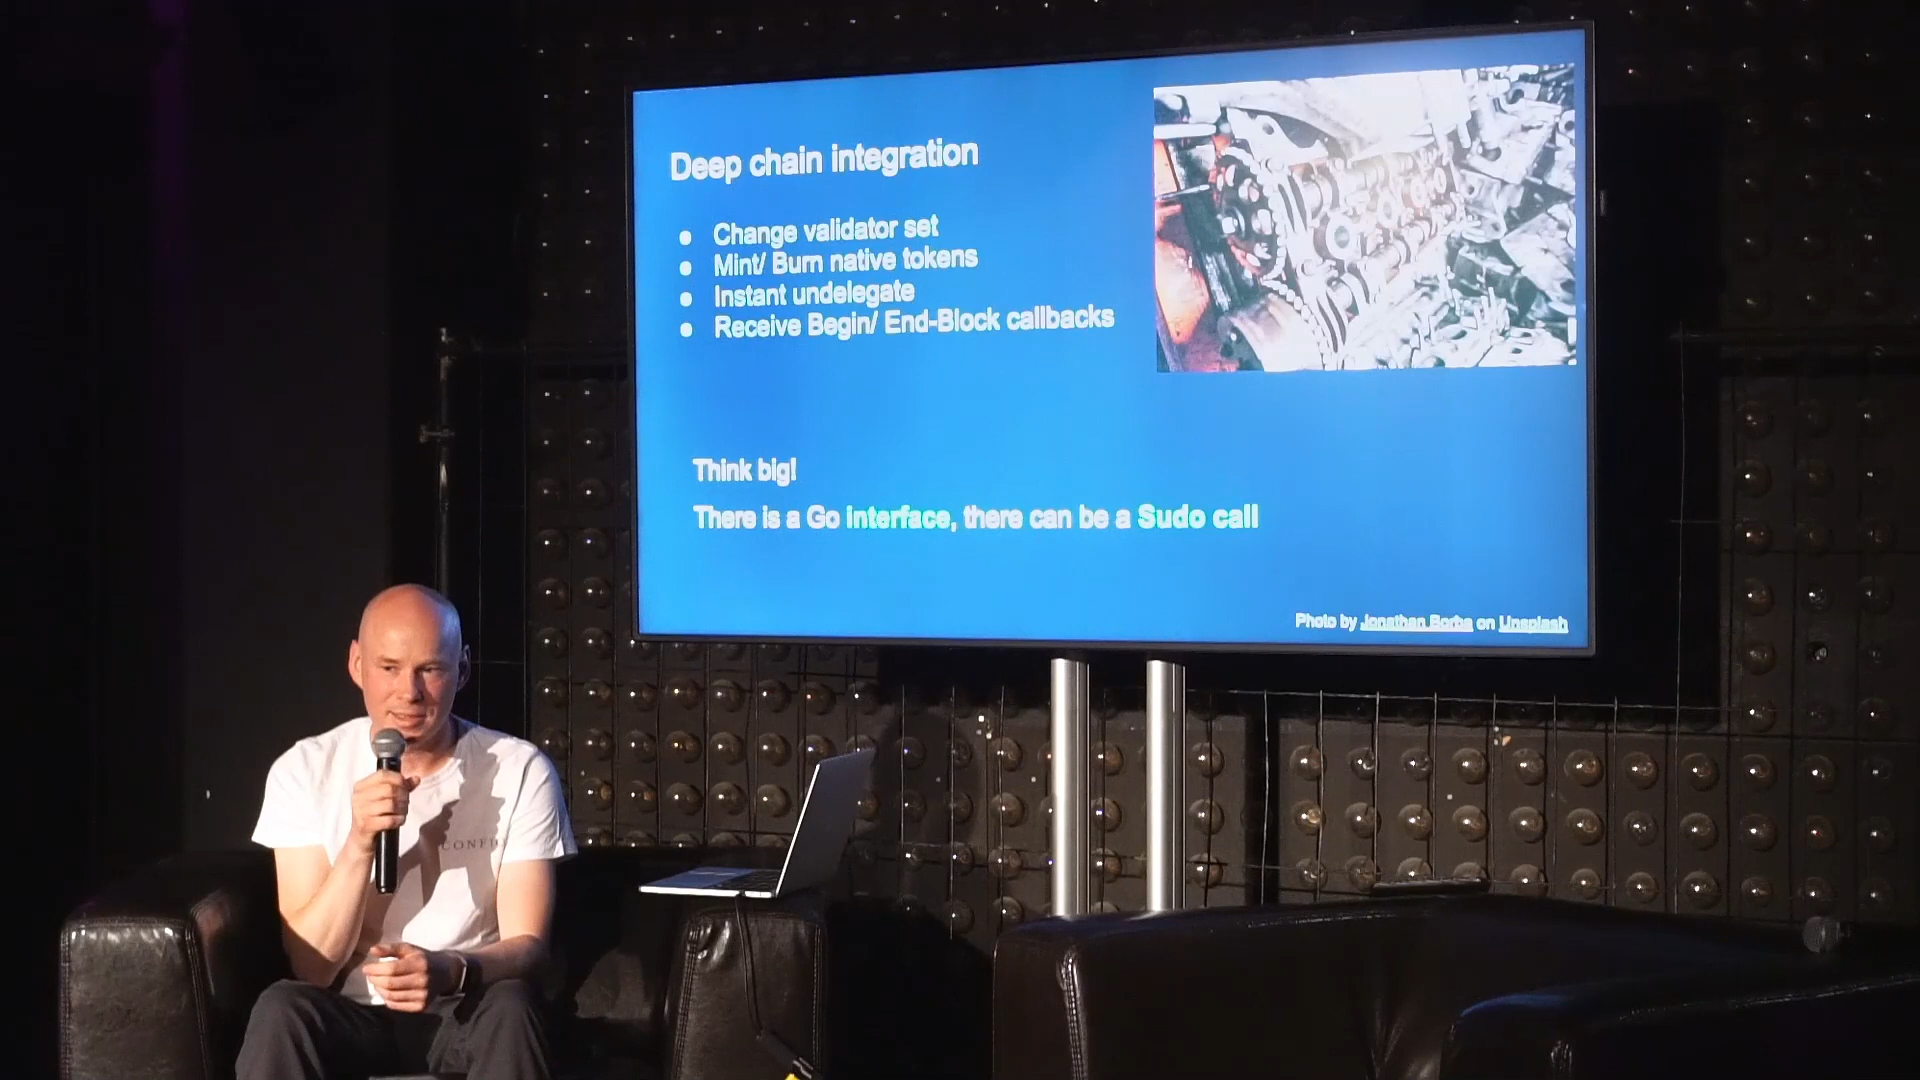 Deep chain integration
● Change validator set
● Mint/ Burn native tokens
● Instant undelegate
● Receive Begin/ End-Block callbacks
Think big!
There is a Go interface, there can be a Sudo call
Photo by Jonathan Borba on Unsplash